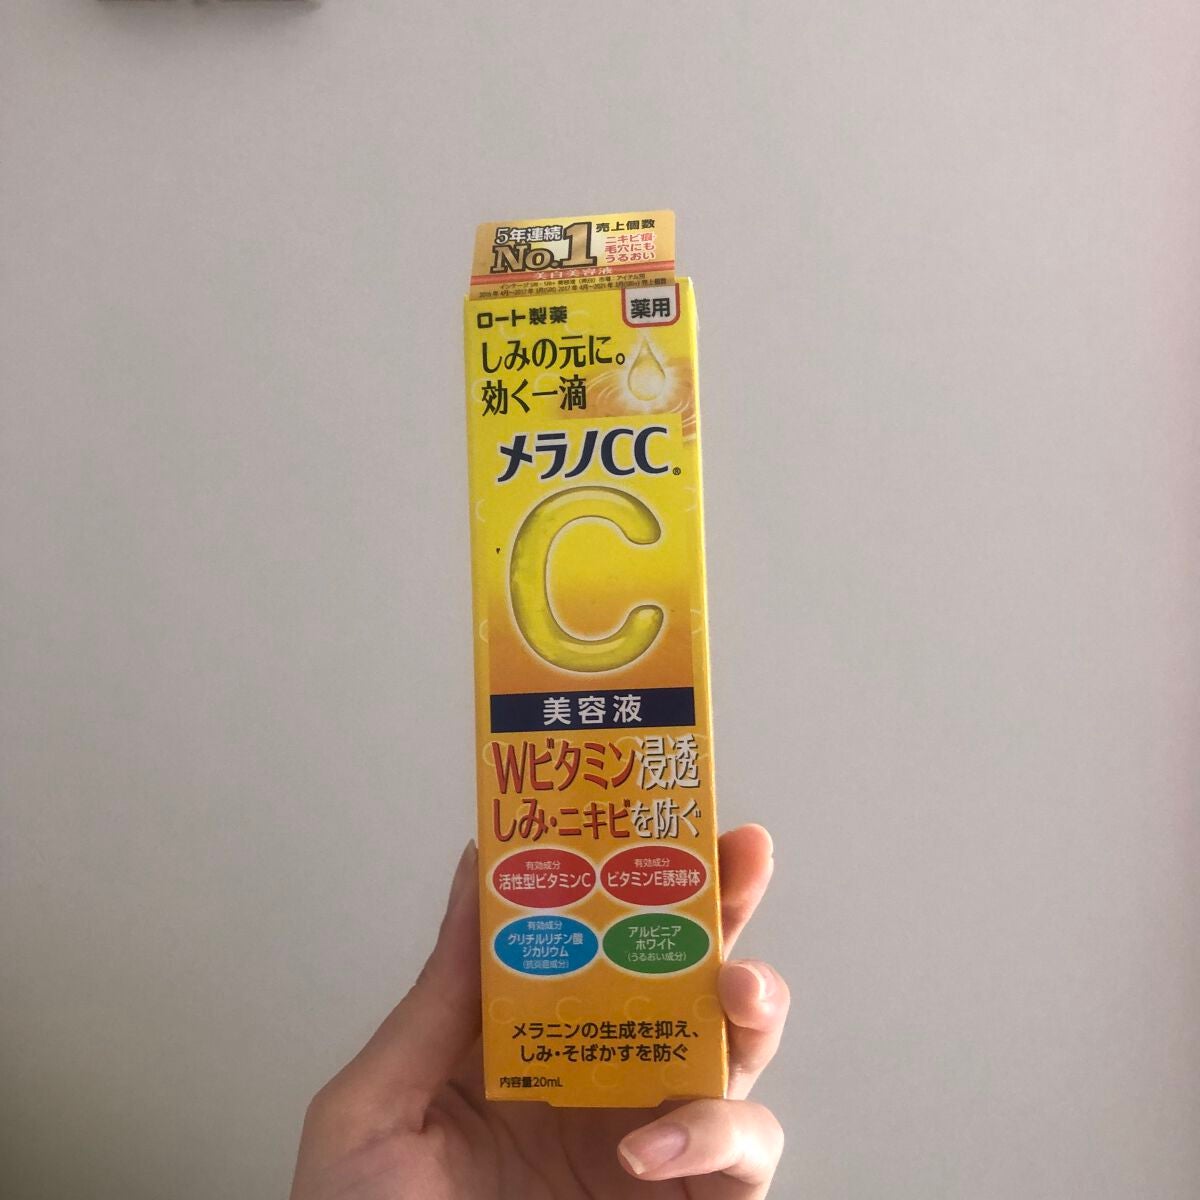 5年連続
売上個数
No.1
ニキビ痕
毛穴にも
うるおい
美白美容液
ロート製薬
薬用
しみの元に。
効く一滴
メラノCC®
C
美容液
Wビタミン浸透
しみ・ニキビを防ぐ
有効成分
活性型ビタミンC
有効成分
ビタミンE誘導体
有効成分
グリチルリチン酸
ジカリウム
(抗炎症成分)
アルピニア
ホワイト
(うるおい成分)
メラニンの生成を抑え、
しみ・そばかすを防ぐ
内容量20mL